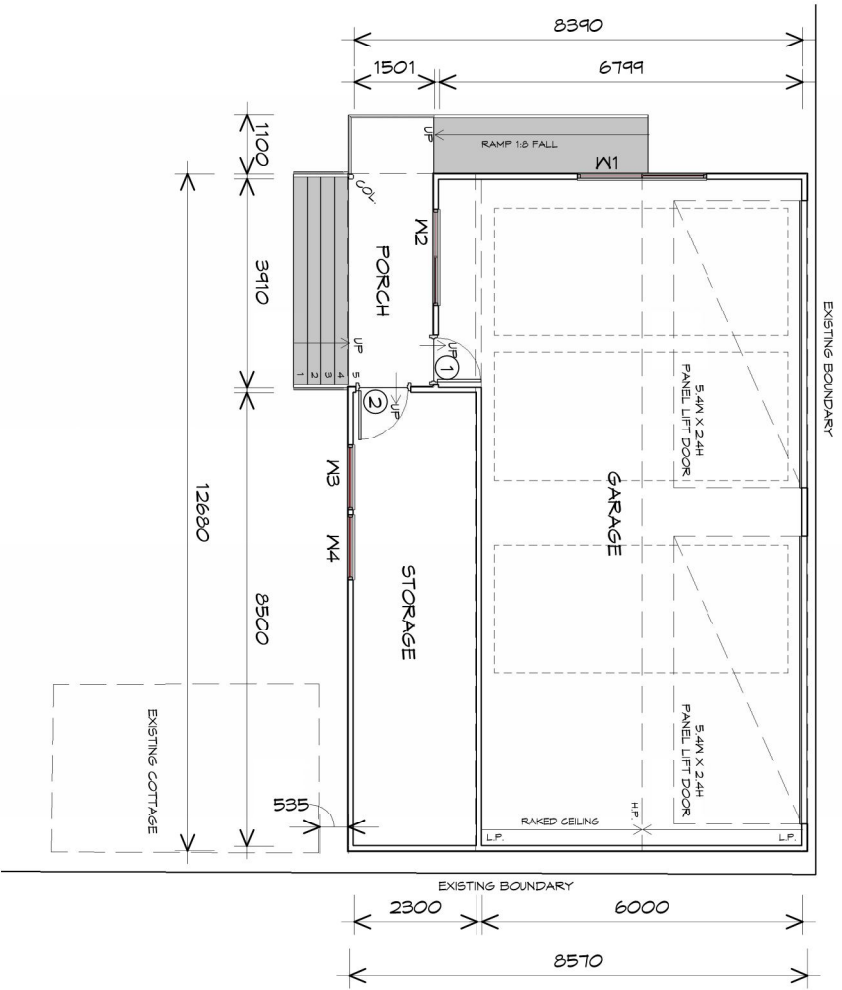 8390
1501
6799
1100
UP
RAMP 1:8 FALL
W1
COL.
W2
PORCH
3910
EXISTING BOUNDARY
UP
UP
1
1
2
3
4
5
2
UP
5.4W X 2.4H
PANEL LIFT DOOR
W3
GARAGE
12680
W4
STORAGE
8500
5.4W X 2.4H
PANEL LIFT DOOR
EXISTING COTTAGE
535
H.P.
RAKED CEILING
L.P.
L.P.
EXISTING BOUNDARY
2300
6000
8570